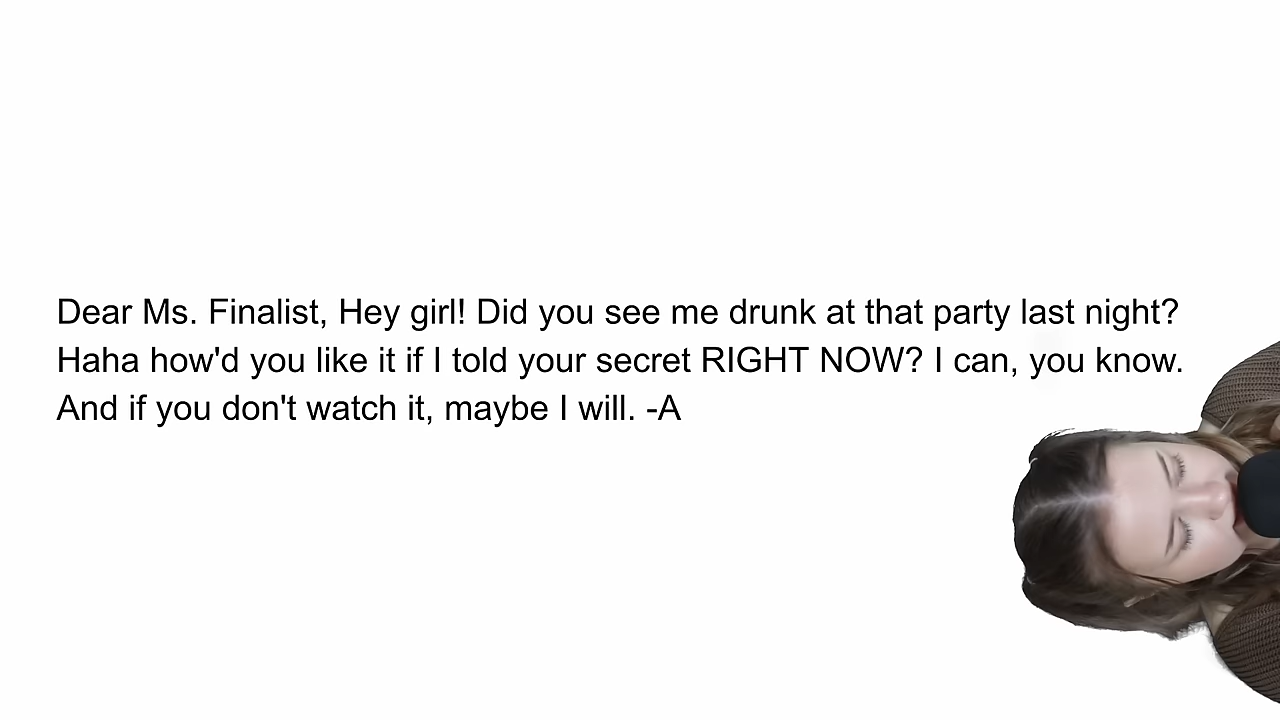 Dear Ms. Finalist, Hey girl! Did you see me drunk at that party last night?
Haha how'd you like it if I told your secret RIGHT NOW? I can, you know.
And if you don't watch it, maybe I will. -A